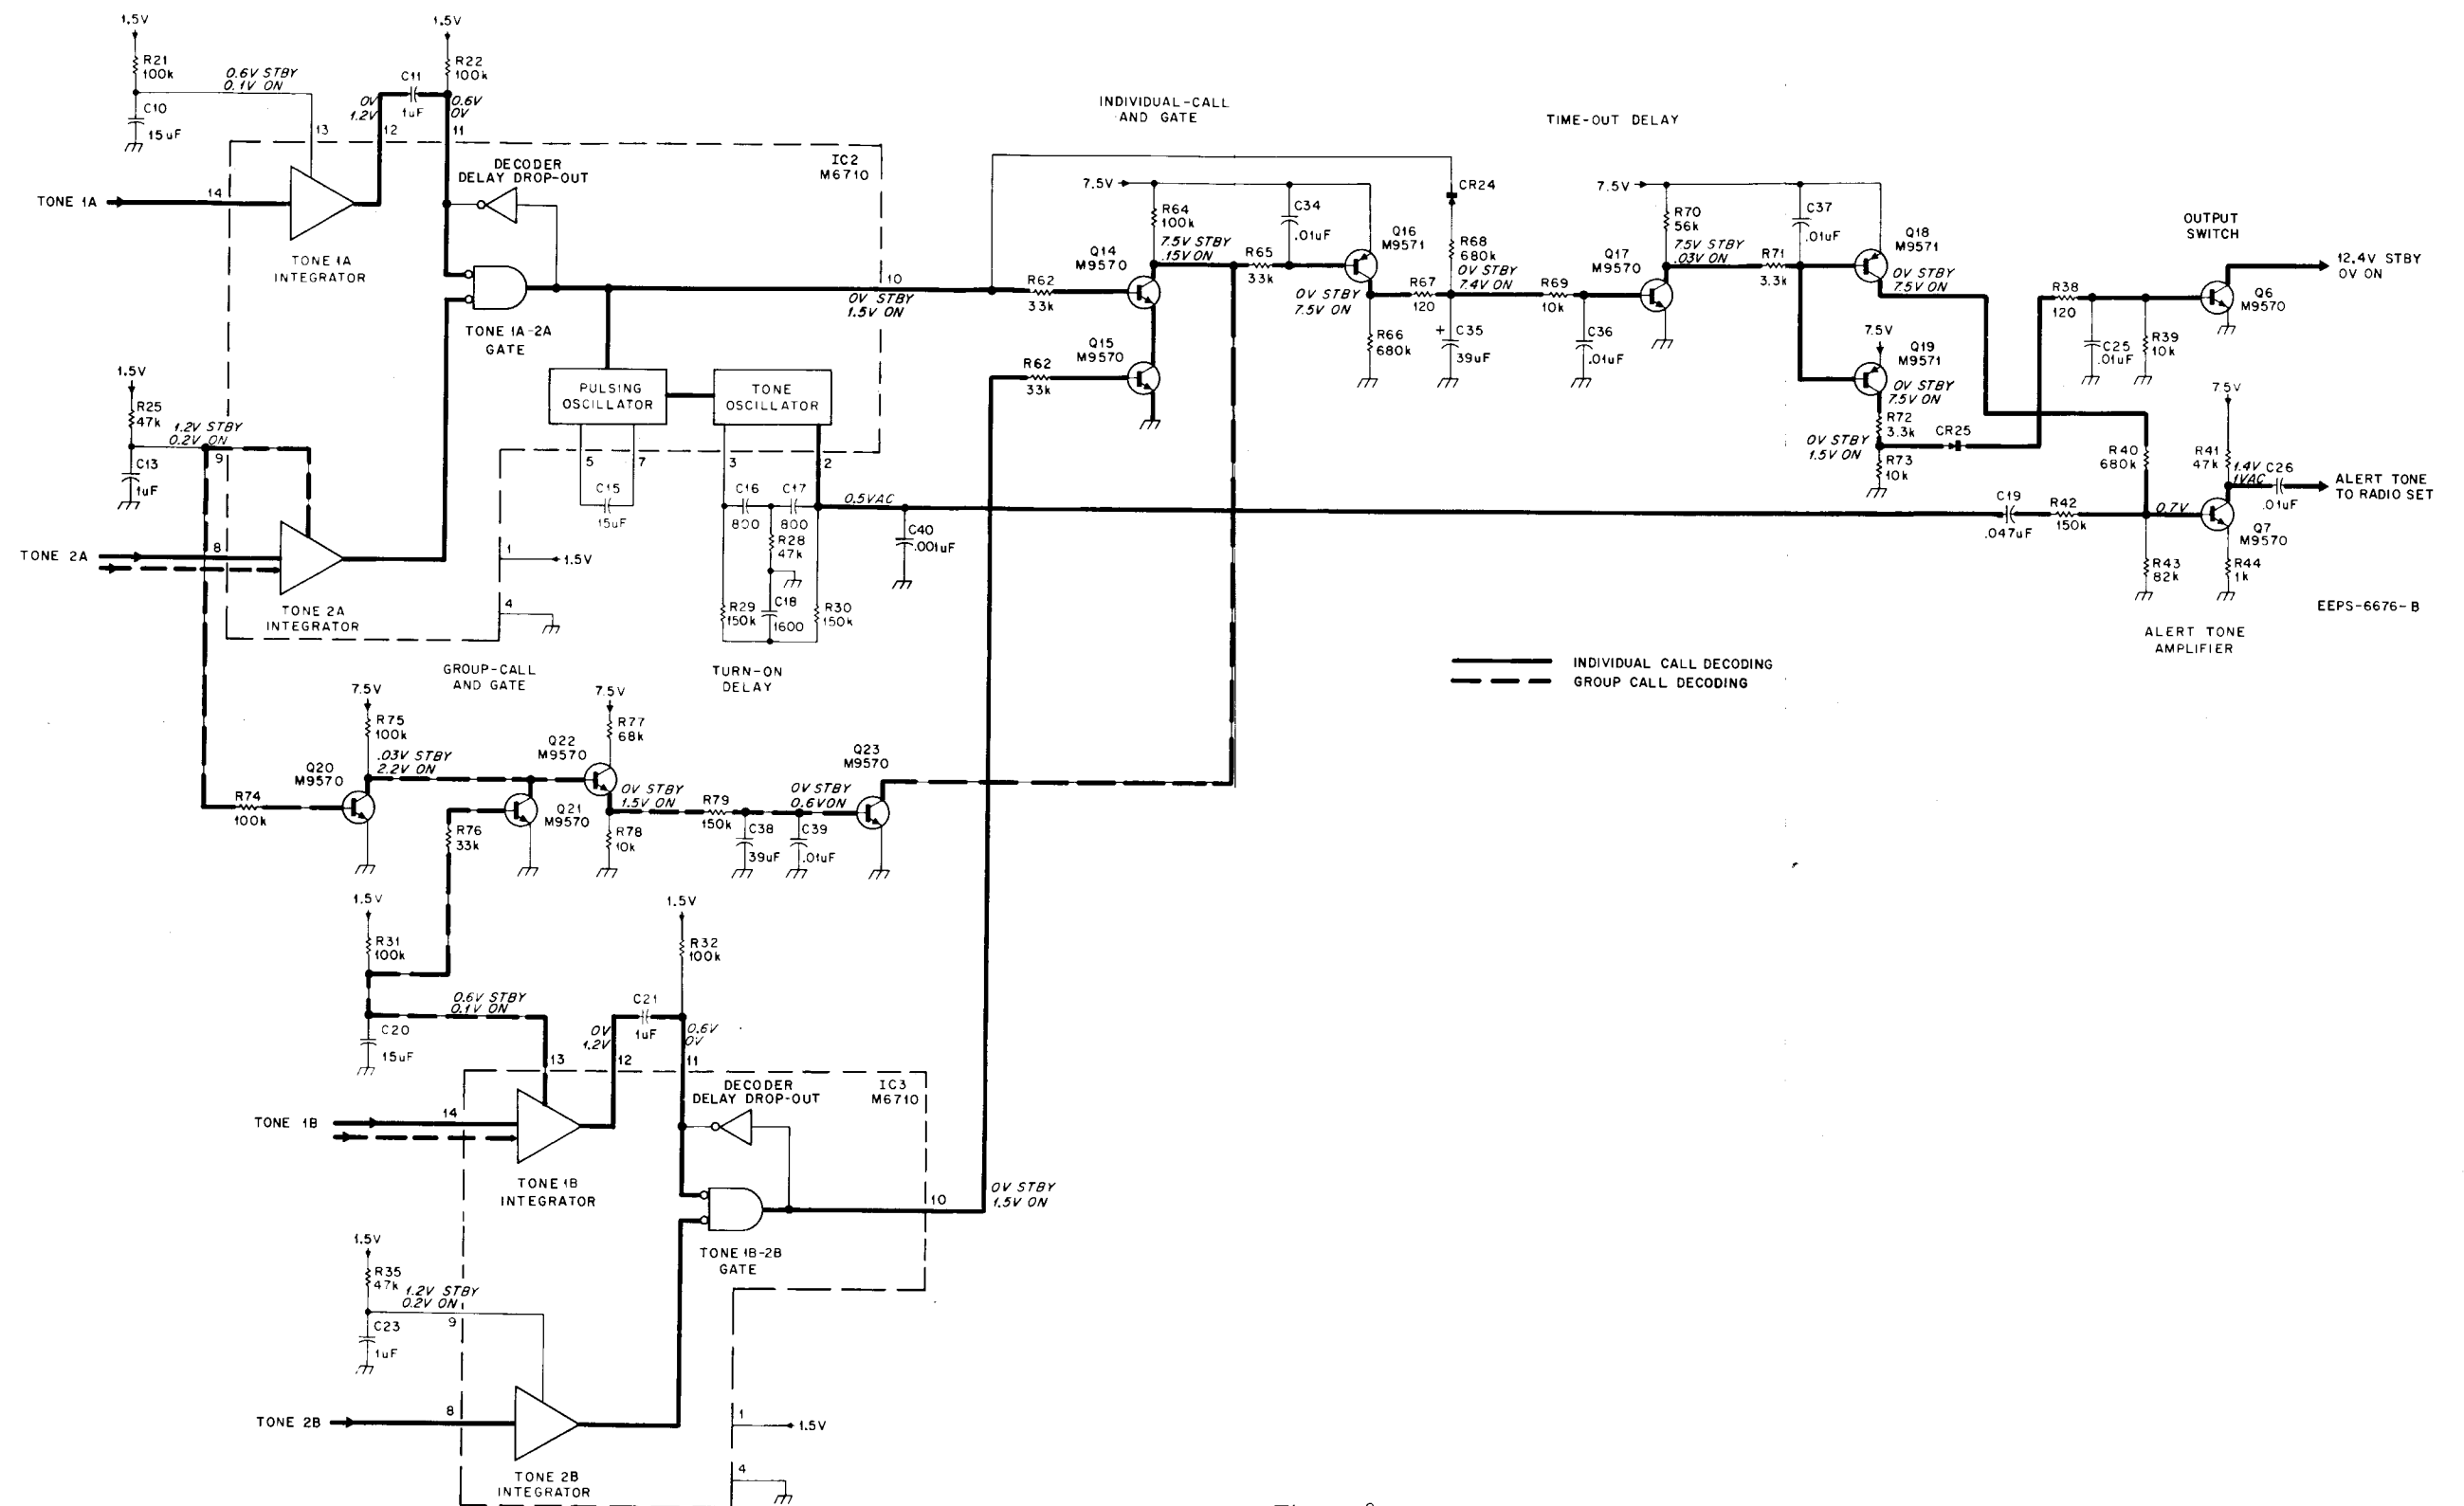 1.5V
R21
100k
0.6V STBY
0.1V ON
C10
15uF
13
0V
1.2V
12
C11
1uF
1.5V
R22
100k
0.6V
0V
11
IC2
M6710
DECODER
DELAY DROP-OUT
TONE 1A
14
TONE 1A
INTEGRATOR
TONE 1A-2A
GATE
10
0V STBY
1.5V ON
1.5V
R25
47k
1.2V STBY
0.2V ON
9
C13
1uF
PULSING
OSCILLATOR
TONE
OSCILLATOR
5
7
3
2
C15
15uF
C16
800
C17
800
R28
47k
C18
1600
R29
150k
R30
150k
0.5VAC
C40
.001uF
TONE 2A
8
TONE 2A
INTEGRATOR
1
1.5V
4
TURN-ON
DELAY
INDIVIDUAL-CALL
AND GATE
7.5V
R64
100k
Q14
M9570
7.5V STBY
.15V ON
R65
33k
C34
.01uF
R62
33k
Q15
M9570
R62
33k
Q16
M9571
0V STBY
7.5V ON
R67
120
R66
680k
CR24
R68
680k
0V STBY
7.4V ON
+
C35
39uF
R69
10k
C36
.01uF
TIME-OUT DELAY
7.5V
R70
56k
Q17
M9570
7.5V STBY
.03V ON
R71
3.3k
C37
.01uF
Q18
M9571
0V STBY
7.5V ON
7.5V
Q19
M9571
0V STBY
7.5V ON
R72
3.3k
0V STBY
1.5V ON
CR25
R73
10k
OUTPUT
SWITCH
R38
120
C25
.01uF
R39
10k
Q6
M9570
12.4V STBY
0V ON
7.5V
R40
680k
R41
47k
1.4V
1VAC
C26
.01uF
ALERT TONE
TO RADIO SET
C19
.047uF
R42
150k
0.7V
Q7
M9570
R43
82k
R44
1k
EEPS-6676-B
ALERT TONE
AMPLIFIER
INDIVIDUAL CALL DECODING
GROUP CALL DECODING
GROUP-CALL
AND GATE
7.5V
R75
100k
Q20
M9570
.03V STBY
2.2V ON
R74
100k
Q22
M9570
7.5V
R77
68k
Q21
M9570
R76
33k
0V STBY
1.5V ON
R78
10k
R79
150k
C38
39uF
0V STBY
0.6V ON
C39
.01uF
Q23
M9570
1.5V
R31
100k
0.6V STBY
0.1V ON
C20
15uF
13
0V
1.2V
12
C21
1uF
1.5V
R32
100k
0.6V
0V
11
IC3
M6710
DECODER
DELAY DROP-OUT
TONE 1B
14
TONE 1B
INTEGRATOR
TONE 1B-2B
GATE
10
0V STBY
1.5V ON
1.5V
R35
47k
1.2V STBY
0.2V ON
9
C23
1uF
TONE 2B
8
TONE 2B
INTEGRATOR
1
1.5V
4